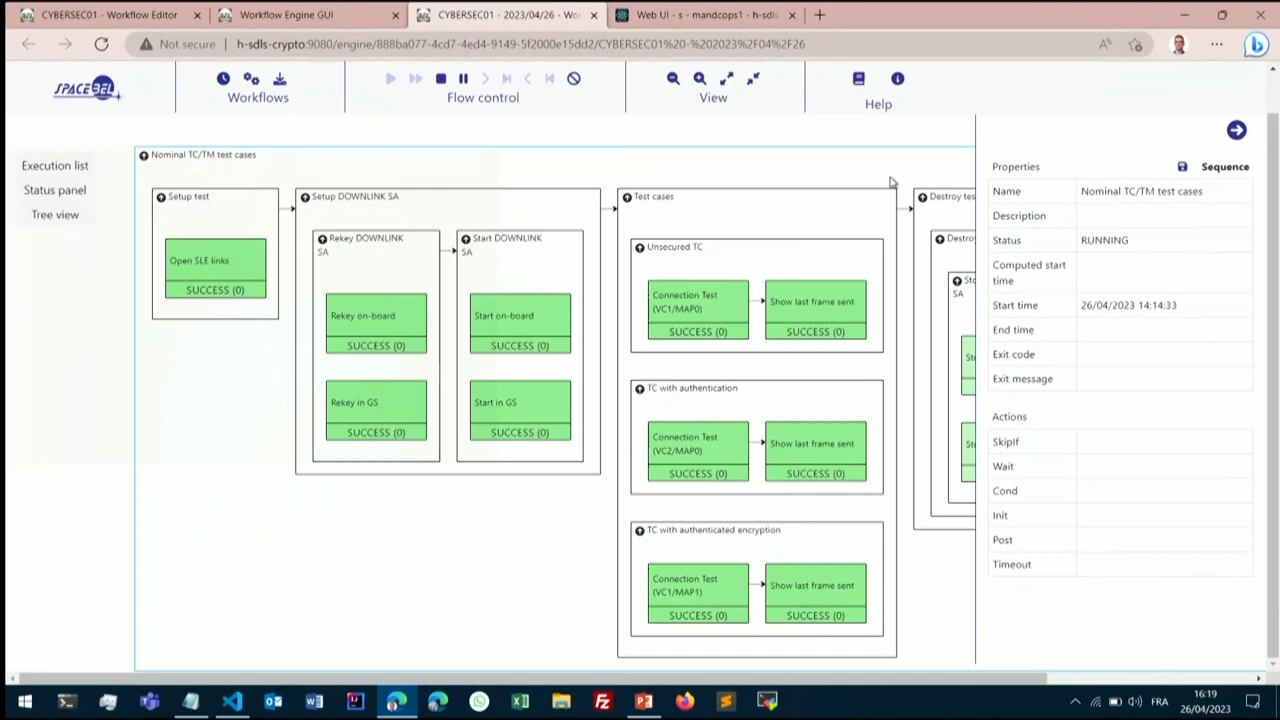 CYBERSEC01 - Workflow Editor
Workflow Engine GUI
CYBERSEC01 - 2023/04/26 - Wo
Web UI - s - mandcops1 - h-sdls
Not secure
h-sdls-crypto:9080/engine/888ba077-4cd7-4ed4-9149-5f2000e15dd2/CYBERSEC01%20-%202023%2F04%2F26
SPACEBEL
Workflows
Flow control
View
Help
Execution list
Status panel
Tree view
Nominal TC/TM test cases
Setup test
Open SLE links
SUCCESS (0)
Setup DOWNLINK SA
Rekey DOWNLINK
SA
Rekey on-board
SUCCESS (0)
Rekey in GS
SUCCESS (0)
Start DOWNLINK
SA
Start on-board
SUCCESS (0)
Start in GS
SUCCESS (0)
Test cases
Unsecured TC
Connection Test
(VC1/MAP0)
SUCCESS (0)
Show last frame sent
SUCCESS (0)
TC with authentication
Connection Test
(VC2/MAP0)
SUCCESS (0)
Show last frame sent
SUCCESS (0)
TC with authenticated encryption
Connection Test
(VC1/MAP1)
SUCCESS (0)
Show last frame sent
SUCCESS (0)
Destroy tes
Destroy
Sto
SA
Sto
Sto
Properties
Sequence
Name Nominal TC/TM test cases
Description
Status RUNNING
Computed start
time
Start time 26/04/2023 14:14:33
End time
Exit code
Exit message
Actions
SkipIf
Wait
Cond
Init
Post
Timeout
FRA
16:19
26/04/2023